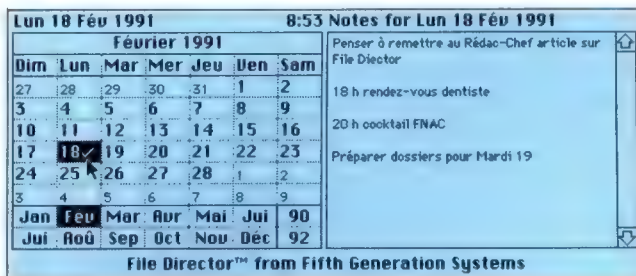 Lun 18 Fév 1991
8:53 Notes for Lun 18 Fév 1991
Février 1991
Dim Lun Mar Mer Jeu Ven Sam
27 28 29 30 31 1 2
3 4 5 6 7 8 9
10 11 12 13 14 15 16
17 18✓ 19 20 21 22 23
24 25 26 27 28 1 2
3 4 5 6 7 8 9
Jan Fév Mar Avr Mai Jui 90
Jui Aoû Sep Oct Nov Déc 92
Penser à remettre au Rédac-Chef article sur
File Diector
18 h rendez-vous dentiste
20 h cocktail FNAC
Préparer dossiers pour Mardi 19
File Director™ from Fifth Generation Systems